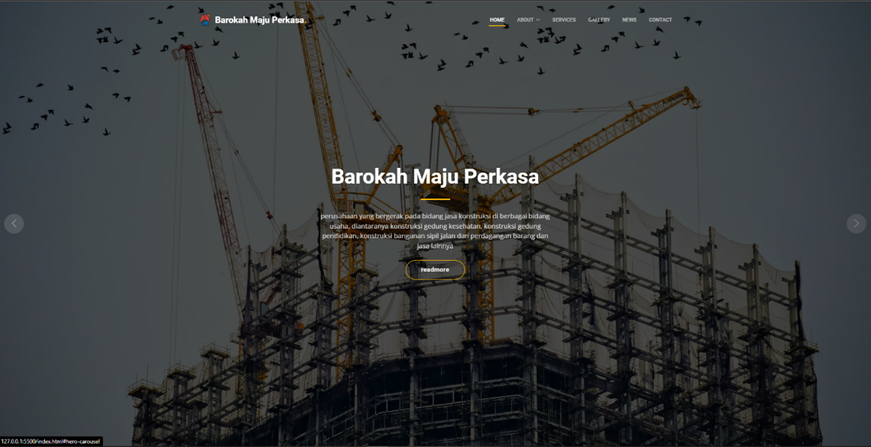 Barokah Maju Perkasa.
HOME ABOUT SERVICES GALLERY NEWS CONTACT
Barokah Maju Perkasa
perusahaan yang bergerak pada bidang jasa konstruksi di berbagai bidang
usaha, diantaranya konstruksi gedung kesehatan, konstruksi gedung
pendidikan, konstruksi bangunan sipil jalan dan perdagangan barang dan
jasa lainnya
readmore
127.0.0.1:5500/index.html#hero-carousel